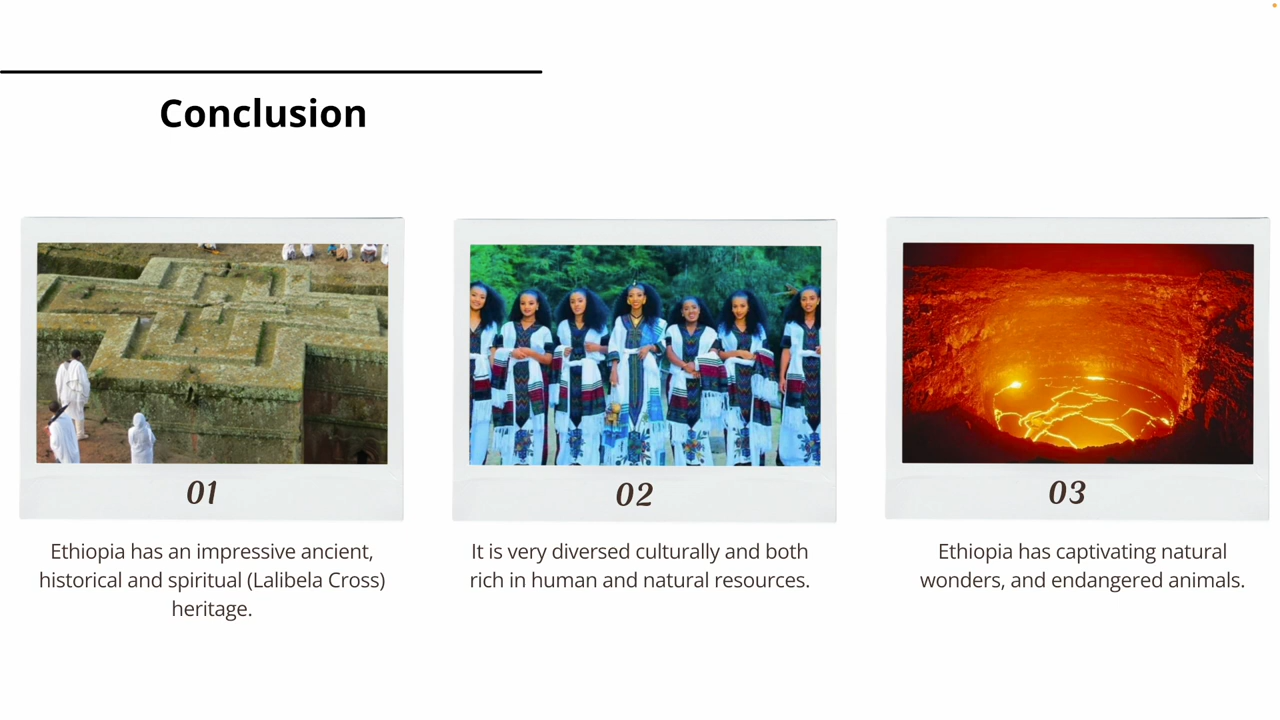 Conclusion
01
Ethiopia has an impressive ancient,
historical and spiritual (Lalibela Cross)
heritage.
02
It is very diversed culturally and both
rich in human and natural resources.
03
Ethiopia has captivating natural
wonders, and endangered animals.